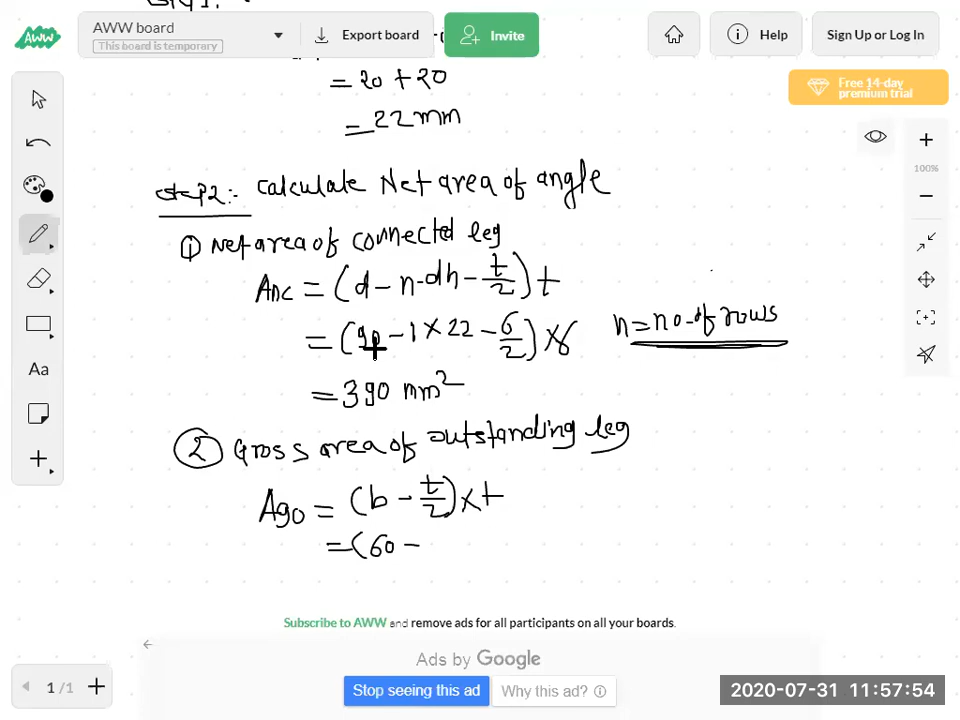 AWW board
This board is temporary
Export board
Invite
Help
Sign Up or Log In
Free 14-day
premium trial
= 20 + 20
= 22mm
100%
Step2:- Calculate Net area of angle
① Net area of connected leg
Anc = (d - n·dh - t/2) t
= (90 - 1 × 22 - 6/2) × 6
n = no. of rows
= 390 mm²
Aa
② Gross area of outstanding leg
Ago = (b - t/2) × t
= (60 -
Subscribe to AWW and remove ads for all participants on all your boards.
Ads by Google
1 / 1
Stop seeing this ad
Why this ad?
2020-07-31 11:57:54